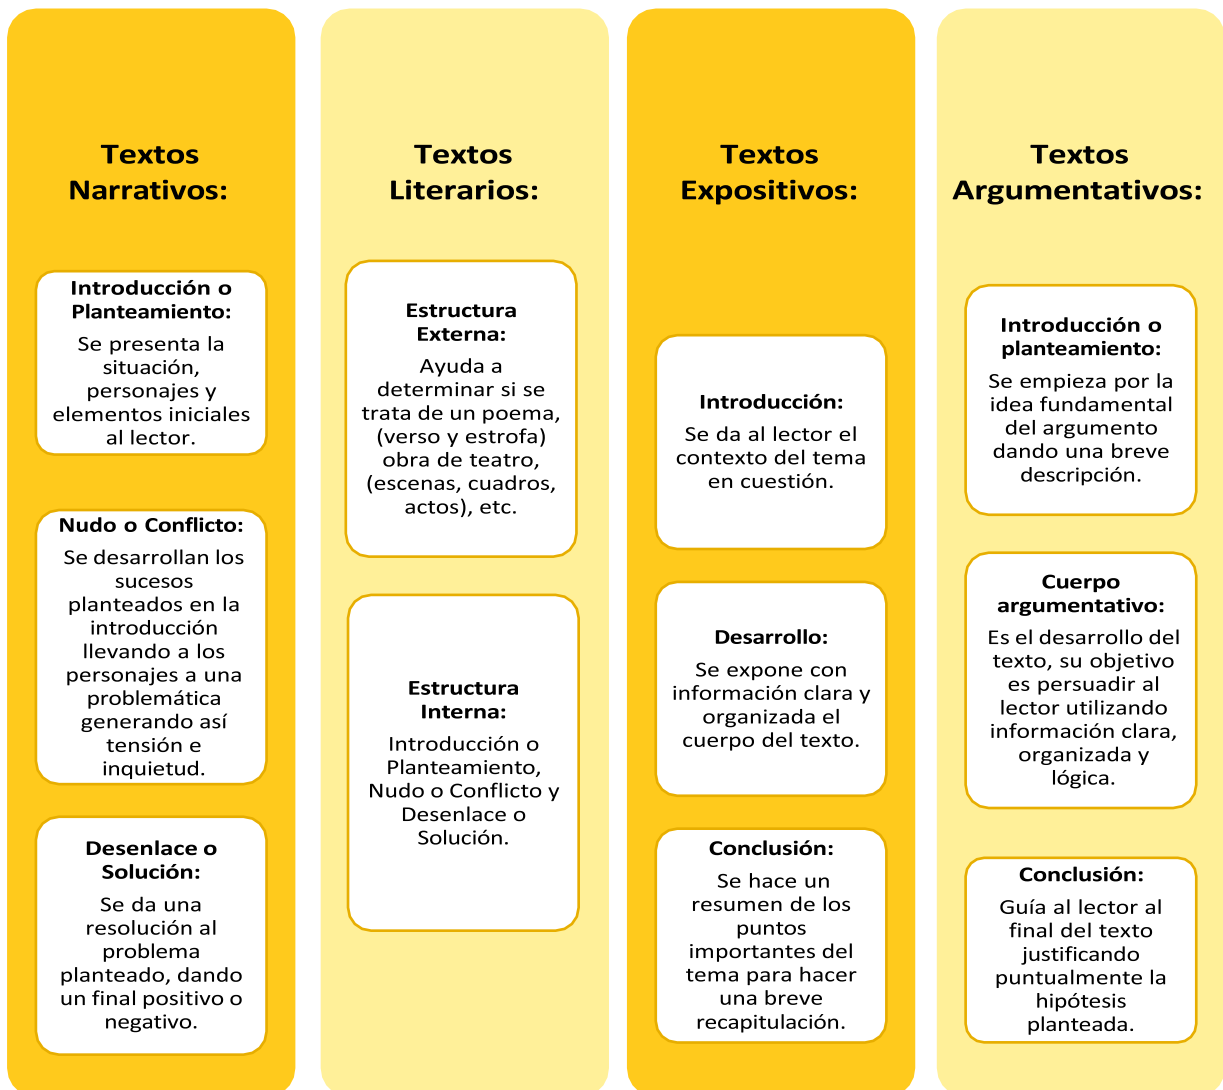 Textos
Narrativos:
Introducción o
Planteamiento:
Se presenta la
situación,
personajes y
elementos iniciales
al lector.
Nudo o Conflicto:
Se desarrollan los
sucesos
planteados en la
introducción
llevando a los
personajes a una
problemática
generando así
tensión e
inquietud.
Desenlace o
Solución:
Se da una
resolución al
problema
planteado, dando
un final positivo o
negativo.
Textos
Literarios:
Estructura
Externa:
Ayuda a
determinar si se
trata de un poema,
(verso y estrofa)
obra de teatro,
(escenas, cuadros,
actos), etc.
Estructura
Interna:
Introducción o
Planteamiento,
Nudo o Conflicto y
Desenlace o
Solución.
Textos
Expositivos:
Introducción:
Se da al lector el
contexto del tema
en cuestión.
Desarrollo:
Se expone con
información clara y
organizada el
cuerpo del texto.
Conclusión:
Se hace un
resumen de los
puntos
importantes del
tema para hacer
una breve
recapitulación.
Textos
Argumentativos:
Introducción o
planteamiento:
Se empieza por la
idea fundamental
del argumento
dando una breve
descripción.
Cuerpo
argumentativo:
Es el desarrollo del
texto, su objetivo
es persuadir al
lector utilizando
información clara,
organizada y
lógica.
Conclusión:
Guía al lector al
final del texto
justificando
puntualmente la
hipótesis
planteada.